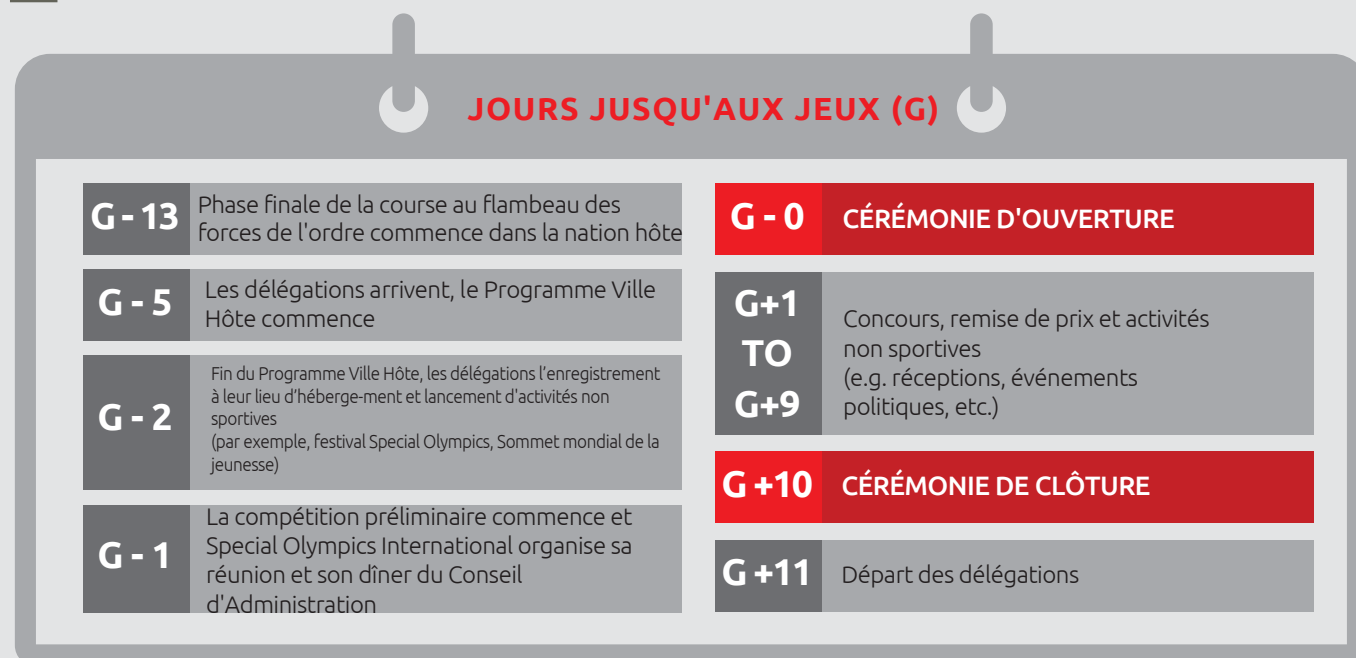 JOURS JUSQU'AUX JEUX (G)
G - 13
Phase finale de la course au flambeau des
forces de l'ordre commence dans la nation hôte
G - 5
Les délégations arrivent, le Programme Ville
Hôte commence
G - 2
Fin du Programme Ville Hôte, les délégations l’enregistrement
à leur lieu d’héberge-ment et lancement d'activités non
sportives
(par exemple, festival Special Olympics, Sommet mondial de la
jeunesse)
G - 1
La compétition préliminaire commence et
Special Olympics International organise sa
réunion et son dîner du Conseil
d'Administration
G - 0
CÉRÉMONIE D'OUVERTURE
G+1
TO
G+9
Concours, remise de prix et activités
non sportives
(e.g. réceptions, événements
politiques, etc.)
G +10
CÉRÉMONIE DE CLÔTURE
G +11
Départ des délégations